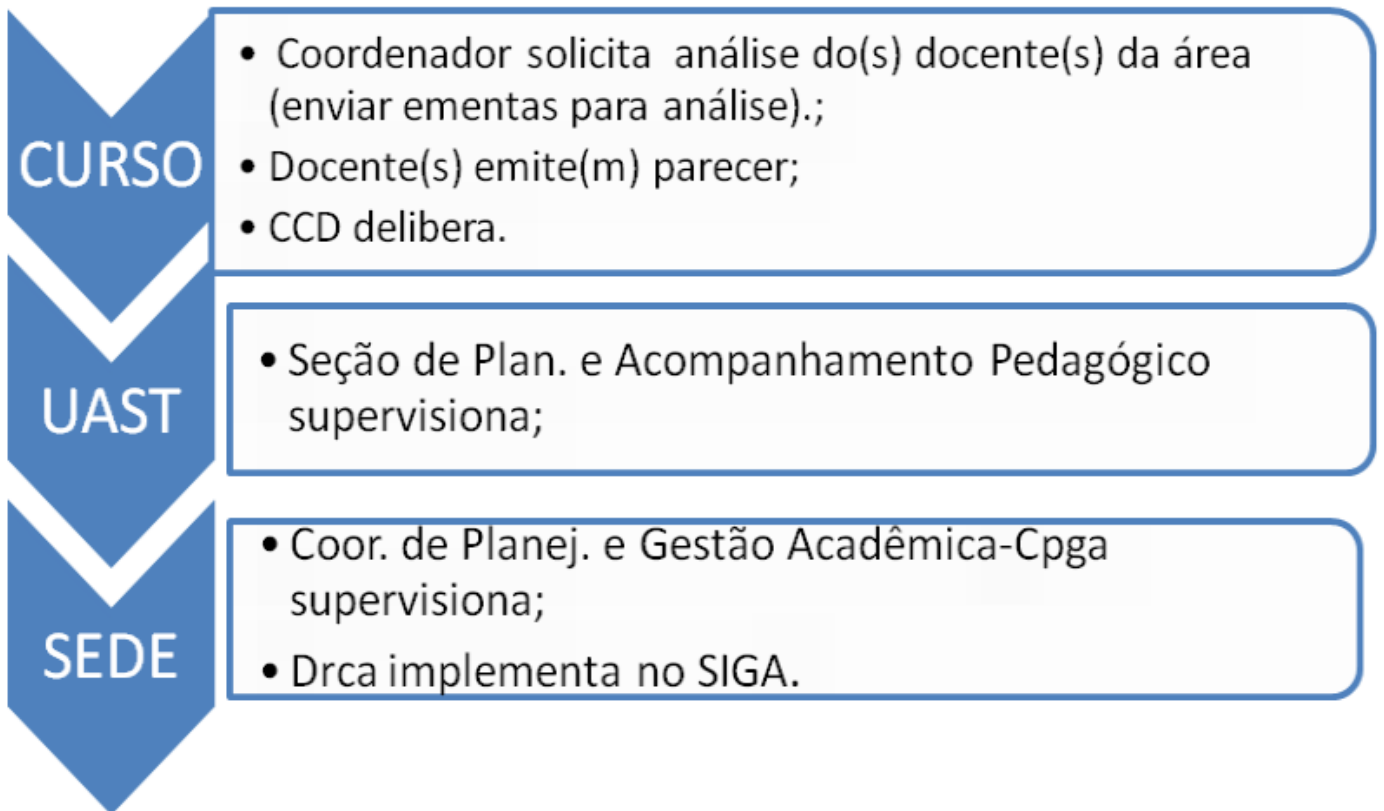 CURSO
• Coordenador solicita análise do(s) docente(s) da área
(enviar ementas para análise).;
• Docente(s) emite(m) parecer;
• CCD delibera.
UAST
• Seção de Plan. e Acompanhamento Pedagógico
supervisiona;
SEDE
• Coor. de Planej. e Gestão Acadêmica-Cpga
supervisiona;
• Drca implementa no SIGA.